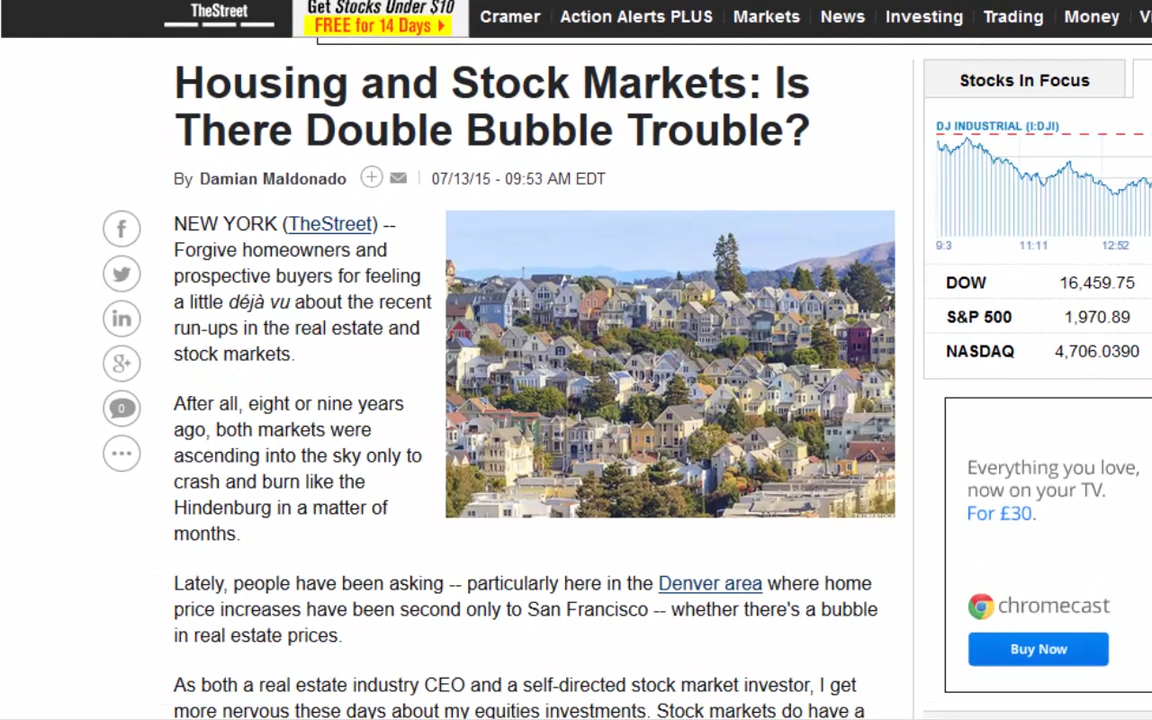 TheStreet
Get Stocks Under $10
FREE for 14 Days
Cramer
Action Alerts PLUS
Markets
News
Investing
Trading
Money
Housing and Stock Markets: Is
There Double Bubble Trouble?
By Damian Maldonado
07/13/15 - 09:53 AM EDT
0
NEW YORK (TheStreet) --
Forgive homeowners and
prospective buyers for feeling
a little déjà vu about the recent
run-ups in the real estate and
stock markets.
After all, eight or nine years
ago, both markets were
ascending into the sky only to
crash and burn like the
Hindenburg in a matter of
months.
Lately, people have been asking -- particularly here in the Denver area where home
price increases have been second only to San Francisco -- whether there's a bubble
in real estate prices.
As both a real estate industry CEO and a self-directed stock market investor, I get
more nervous these days about my equities investments. Stock markets do have a
Stocks In Focus
DJ INDUSTRIAL (I:DJI)
9:3 11:11 12:52
DOW 16,459.75
S&P 500 1,970.89
NASDAQ 4,706.0390
Everything you love,
now on your TV.
For £30.
chromecast
Buy Now